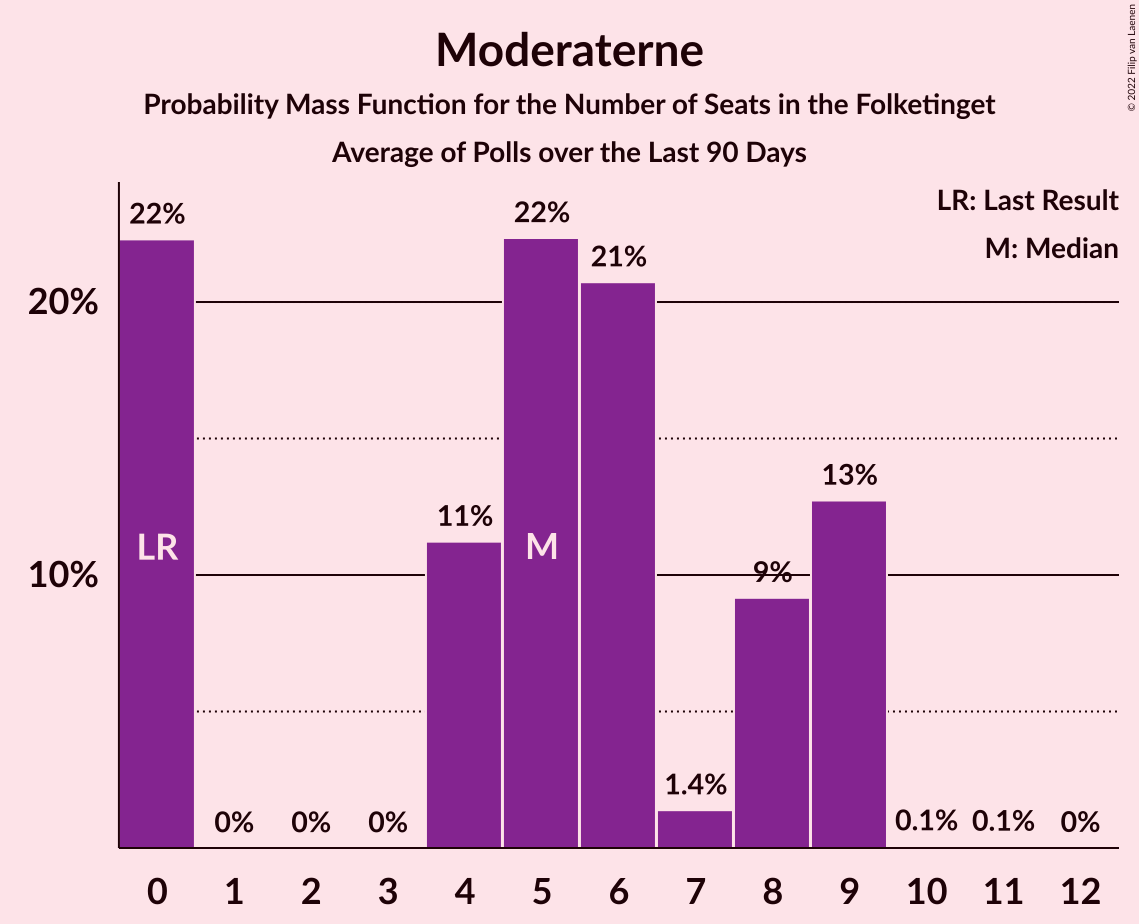 Moderaterne
Probability Mass Function for the Number of Seats in the Folketinget
Average of Polls over the Last 90 Days
© 2022 Filip van Laenen
LR: Last Result
M: Median
22%
0%
0%
0%
11%
22%
21%
1.4%
9%
13%
0.1%
0.1%
0%
20%
10%
LR
M
0 1 2 3 4 5 6 7 8 9 10 11 12